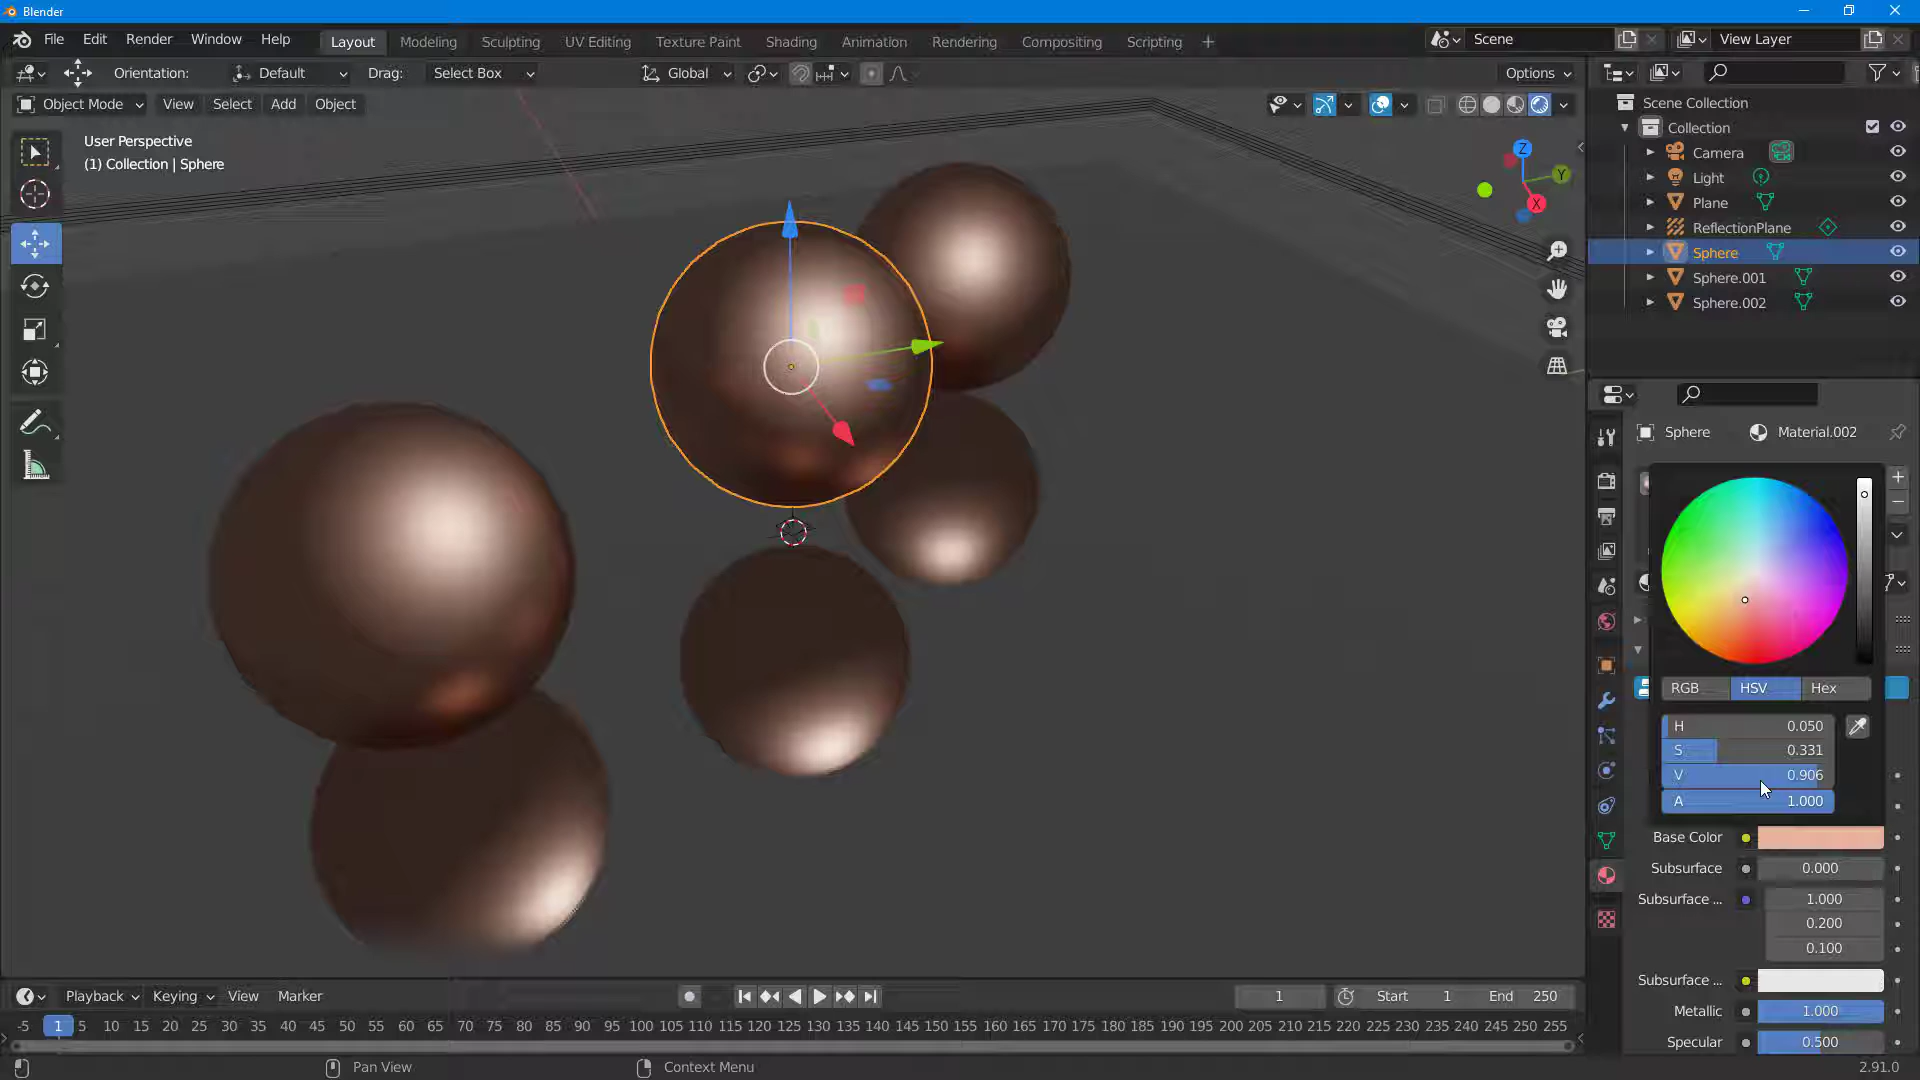 Blender
File Edit Render Window Help Layout Modeling Sculpting UV Editing Texture Paint Shading Animation Rendering Compositing Scripting Scene View Layer
Orientation: Default Drag: Select Box Global Options
Object Mode View Select Add Object
User Perspective
(1) Collection | Sphere
Z
Y
X
Scene Collection
Collection
Camera
Light
Plane
ReflectionPlane
Sphere
Sphere.001
Sphere.002
Sphere Material.002
RGB HSV Hex
H 0.050
S 0.331
V 0.906
A 1.000
Base Color
Subsurface 0.000
Subsurface ... 1.000
0.200
0.100
Subsurface ...
Metallic 1.000
Specular 0.500
Playback Keying View Marker 1 Start 1 End 250
-5 1 5 10 15 20 25 30 35 40 45 50 55 60 65 70 75 80 85 90 95 100 105 110 115 120 125 130 135 140 145 150 155 160 165 170 175 180 185 190 195 200 205 210 215 220 225 230 235 240 245 250 255
Pan View Context Menu 2.91.0